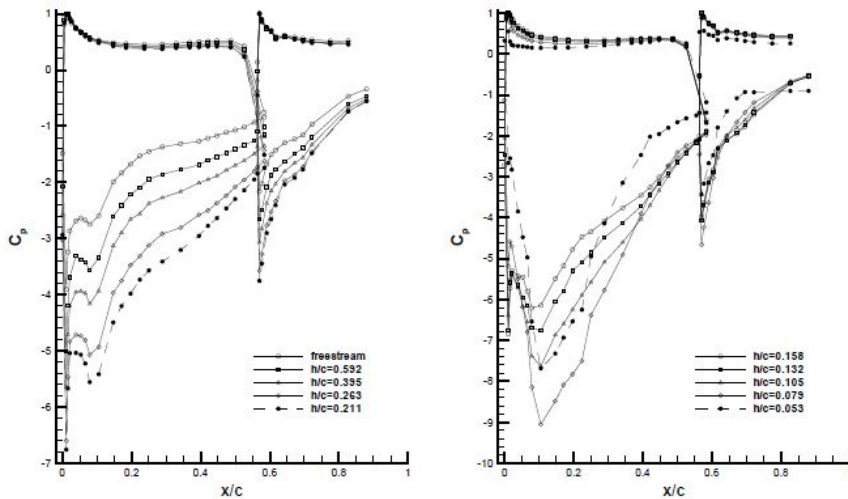 1
0
-1
-2
-3
-4
-5
-6
-7
Cp
0
0.2
0.4
0.6
0.8
1
x/c
freestream
h/c=0.592
h/c=0.395
h/c=0.263
h/c=0.211
1
0
-1
-2
-3
-4
-5
-6
-7
-8
-9
-10
Cp
0
0.2
0.4
0.6
0.8
1
x/c
h/c=0.158
h/c=0.132
h/c=0.105
h/c=0.079
h/c=0.053